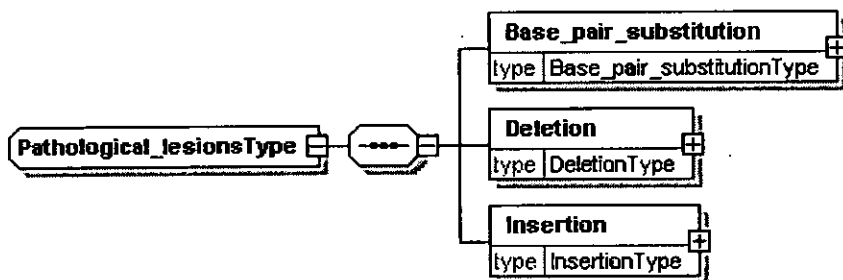 Base_pair_substitution
type Base_pair_substitutionType
Pathological_lesionsType
Deletion
type DeletionType
Insertion
type InsertionType